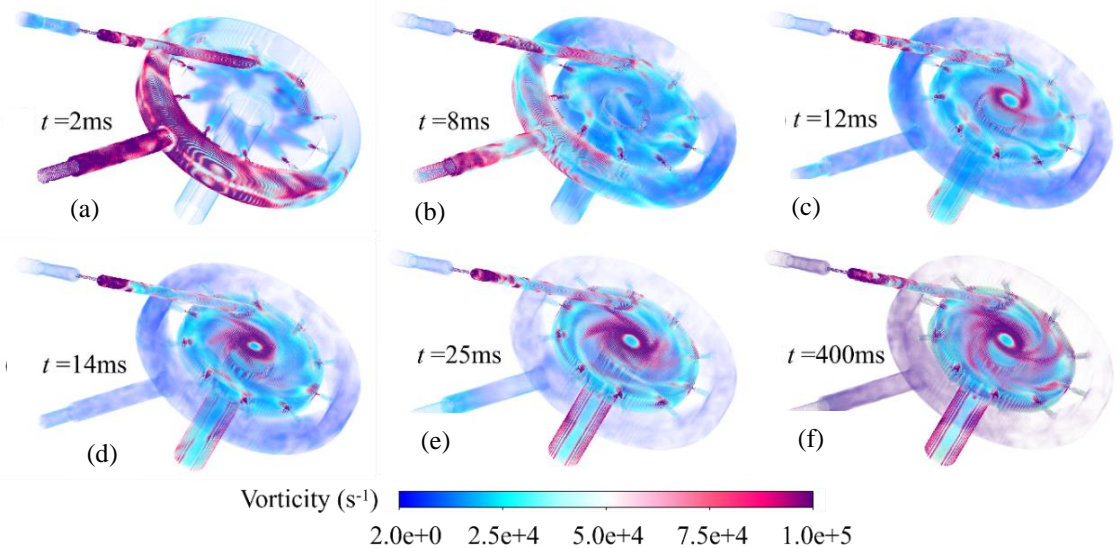 t =2ms
(a)
t =8ms
(b)
t =12ms
(c)
t =14ms
(d)
t =25ms
(e)
t =400ms
(f)
Vorticity (s-1)
2.0e+0 2.5e+4 5.0e+4 7.5e+4 1.0e+5